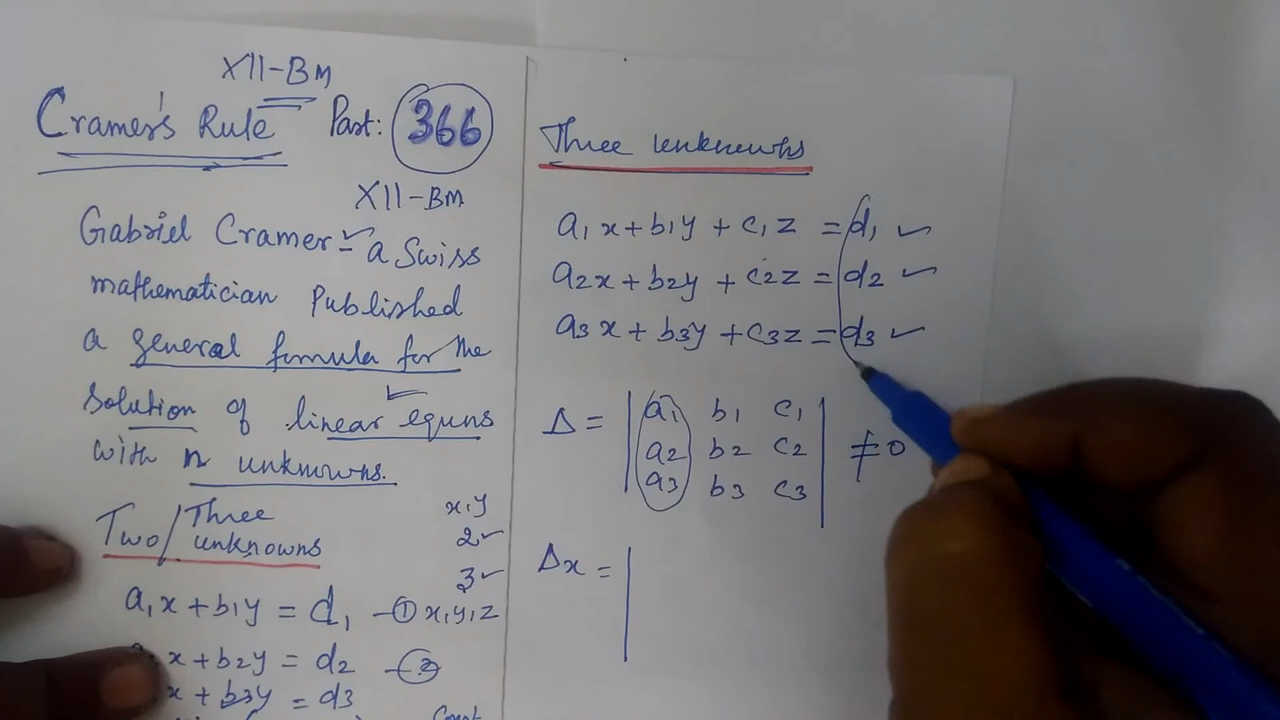 XII-BM
Cramer's Rule Part: 366
XII-BM
Gabriel Cramer - a Swiss
mathematician Published
a general formula for the
solution of linear equns
with n unknowns.
Two/Three unknowns
x,y
2
3
a1x + b1y = d1 - ① x,y,z
x + b2y = d2 - ②
x + b3y = d3
Const
Three unknowns
a1x + b1y + c1z = d1
a2x + b2y + c2z = d2
a3x + b3y + c3z = d3
Δ = | a1 b1 c1 |
a2 b2 c2 ≠ 0
a3 b3 c3
Δx = |